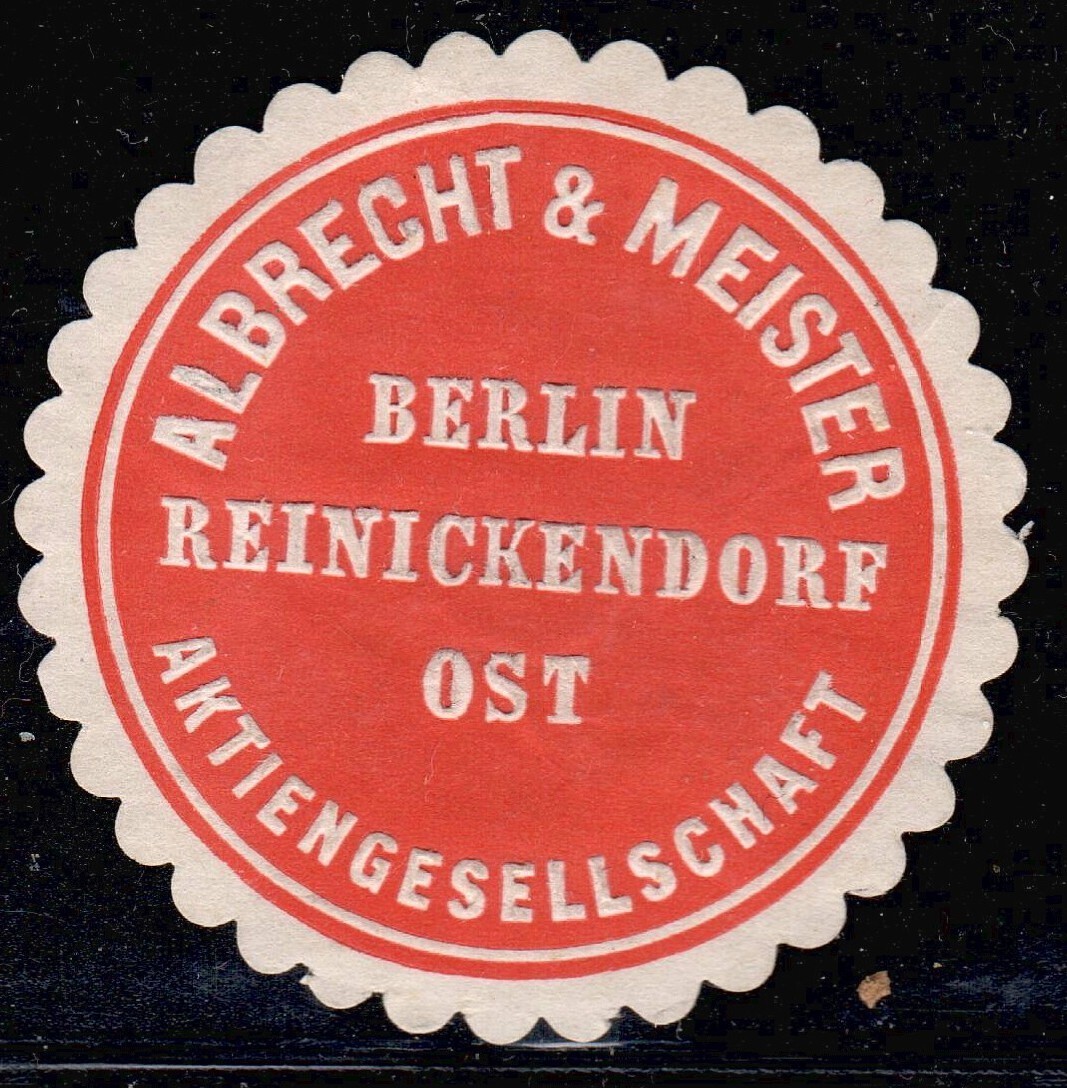 ALBRECHT & MEISTER
BERLIN
REINICKENDORF
OST
AKTIENGESELLSCHAFT